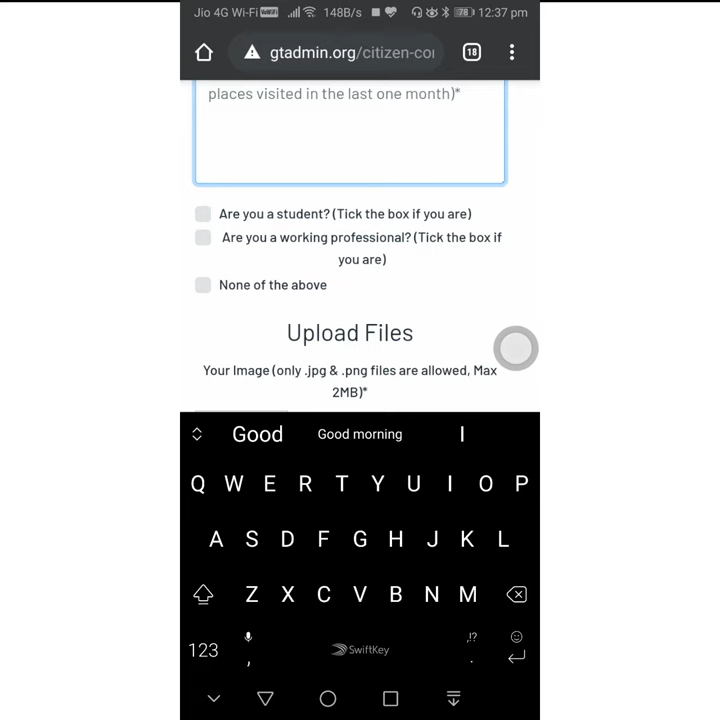 Jio 4G Wi-Fi 148B/s 78 12:37 pm
gtadmin.org/citizen-cor 18
places visited in the last one month)*
Are you a student? (Tick the box if you are)
Are you a working professional? (Tick the box if
you are)
None of the above
Upload Files
Your Image (only .jpg & .png files are allowed, Max
2MB)*
Good Good morning I
Q W E R T Y U I O P
A S D F G H J K L
Z X C V B N M
123 , SwiftKey ,!? .